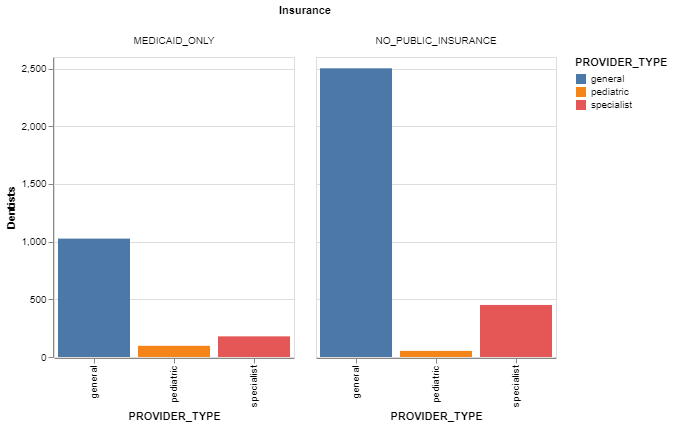 Insurance
MEDICAID_ONLY
NO_PUBLIC_INSURANCE
Dentists
2,500
2,000
1,500
1,000
500
0
general
pediatric
specialist
PROVIDER_TYPE
general
pediatric
specialist
PROVIDER_TYPE
PROVIDER_TYPE
general
pediatric
specialist